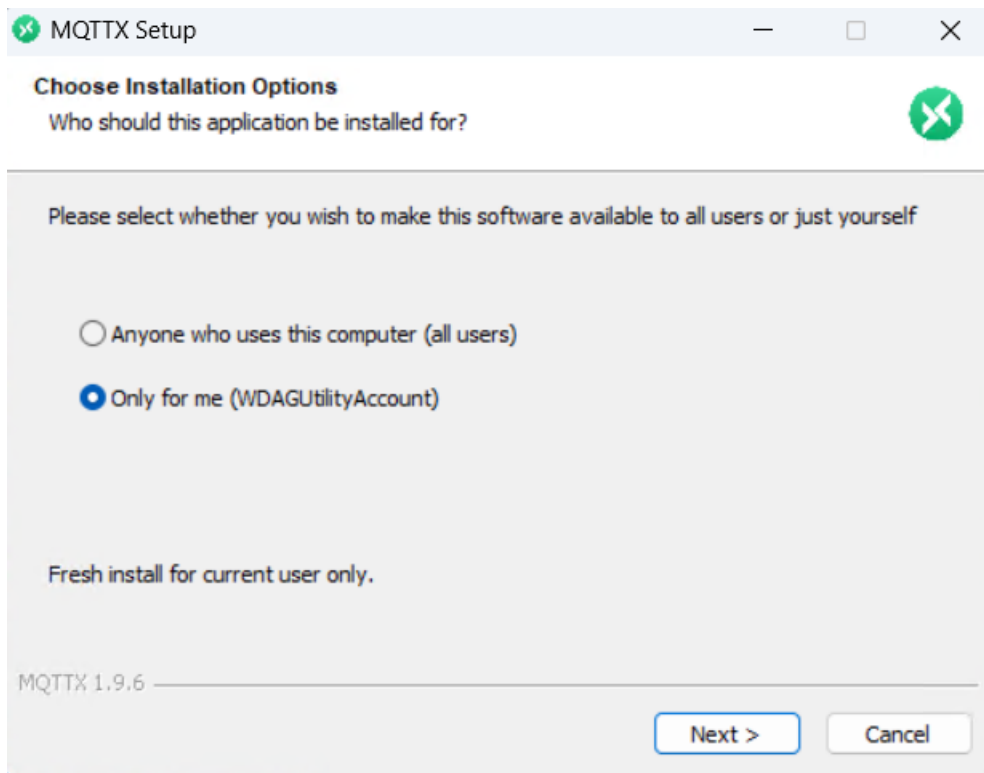 MQTTX Setup
Choose Installation Options
Who should this application be installed for?
Please select whether you wish to make this software available to all users or just yourself
Anyone who uses this computer (all users)
Only for me (WDAGUtilityAccount)
Fresh install for current user only.
MQTTX 1.9.6
Next >
Cancel